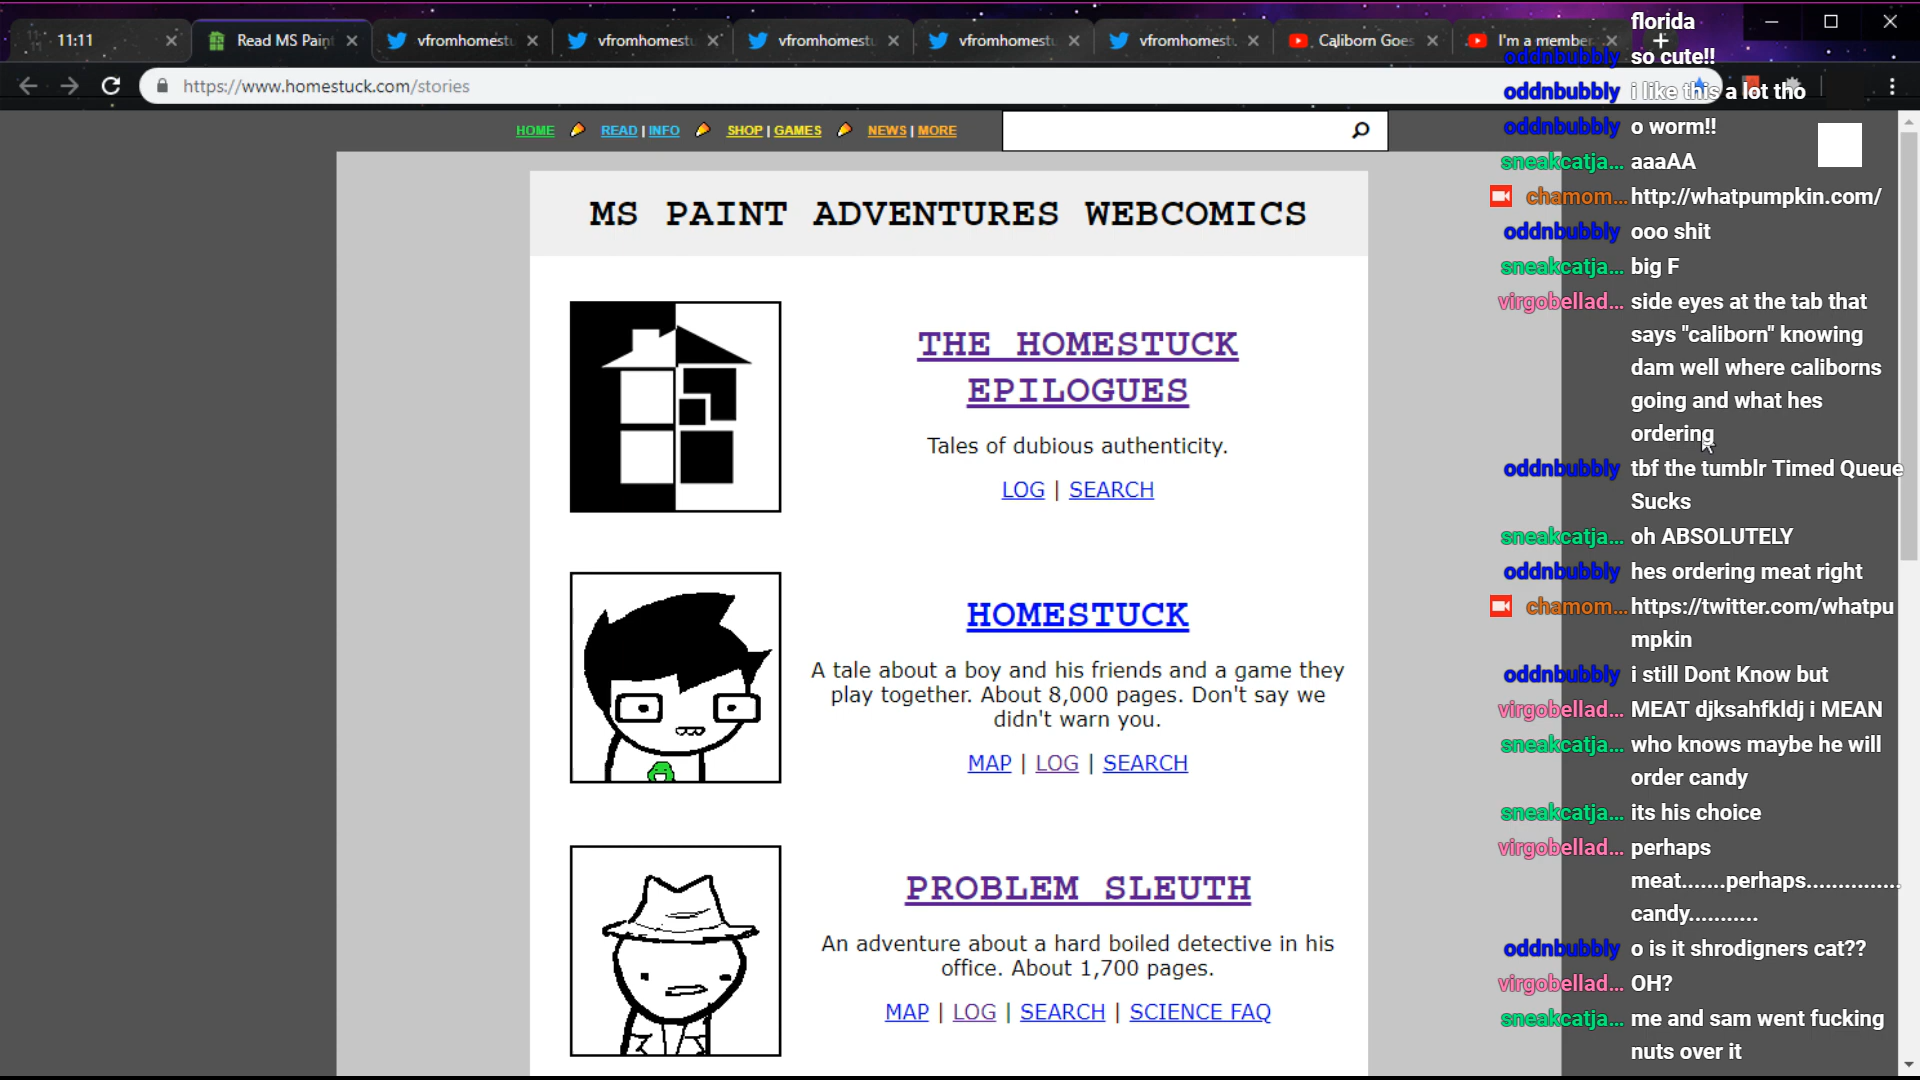 11:11
Read MS Pain
vfromhomest
vfromhomest
vfromhomest
vfromhomest
vfromhomest
Caliborn Goes
I'm a member
https://www.homestuck.com/stories
HOME READ | INFO SHOP | GAMES NEWS | MORE
MS PAINT ADVENTURES WEBCOMICS
THE HOMESTUCK
EPILOGUES
Tales of dubious authenticity.
LOG | SEARCH
HOMESTUCK
A tale about a boy and his friends and a game they
play together. About 8,000 pages. Don't say we
didn't warn you.
MAP | LOG | SEARCH
PROBLEM SLEUTH
An adventure about a hard boiled detective in his
office. About 1,700 pages.
MAP | LOG | SEARCH | SCIENCE FAQ
florida
oddnbubbly so cute!!
oddnbubbly i like this a lot tho
oddnbubbly o worm!!
sneakcatja... aaaAA
chamom... http://whatpumpkin.com/
oddnbubbly ooo shit
sneakcatja... big F
virgobellad... side eyes at the tab that
says "caliborn" knowing
dam well where caliborns
going and what hes
ordering
oddnbubbly tbf the tumblr Timed Queue
Sucks
sneakcatja... oh ABSOLUTELY
oddnbubbly hes ordering meat right
chamom... https://twitter.com/whatpu
mpkin
oddnbubbly i still Dont Know but
virgobellad... MEAT djksahfkldj i MEAN
sneakcatja... who knows maybe he will
order candy
sneakcatja... its his choice
virgobellad... perhaps
meat.......perhaps...............
candy...........
oddnbubbly o is it shrodigners cat??
virgobellad... OH?
sneakcatja... me and sam went fucking
nuts over it